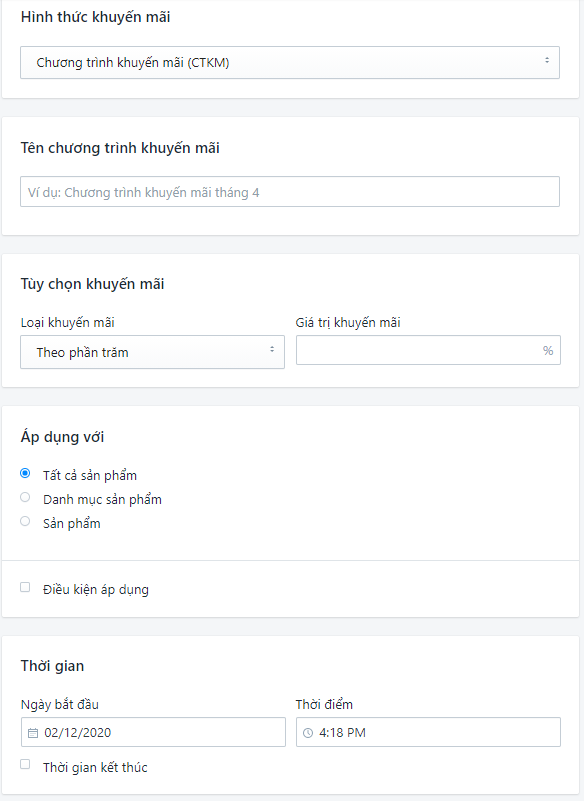 Hình thức khuyến mãi
Chương trình khuyến mãi (CTKM)
Tên chương trình khuyến mãi
Ví dụ: Chương trình khuyến mãi tháng 4
Tùy chọn khuyến mãi
Loại khuyến mãi
Giá trị khuyến mãi
Theo phần trăm
%
Áp dụng với
Tất cả sản phẩm
Danh mục sản phẩm
Sản phẩm
Điều kiện áp dụng
Thời gian
Ngày bắt đầu
Thời điểm
02/12/2020
4:18 PM
Thời gian kết thúc